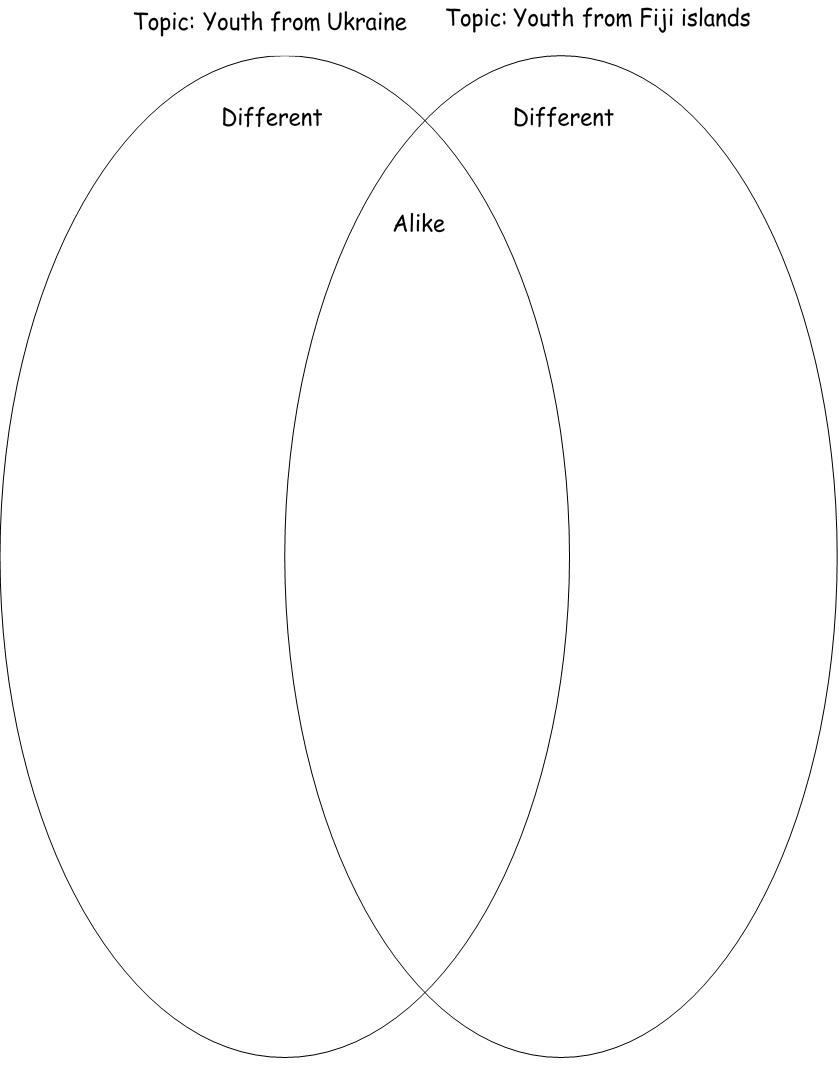 Topic: Youth from Ukraine
Topic: Youth from Fiji islands
Different
Different
Alike